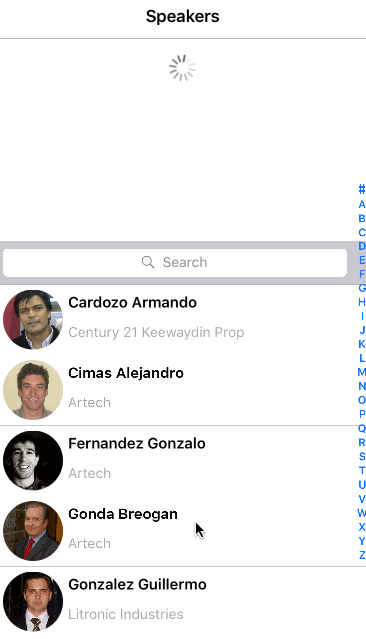 Speakers
#
A
B
C
D
E
F
G
H
I
J
K
L
M
N
O
P
Q
R
S
T
U
V
W
X
Y
Z
Search
Cardozo Armando
Century 21 Keewaydin Prop
Cimas Alejandro
Artech
Fernandez Gonzalo
Artech
Gonda Breogan
Artech
Gonzalez Guillermo
Litronic Industries